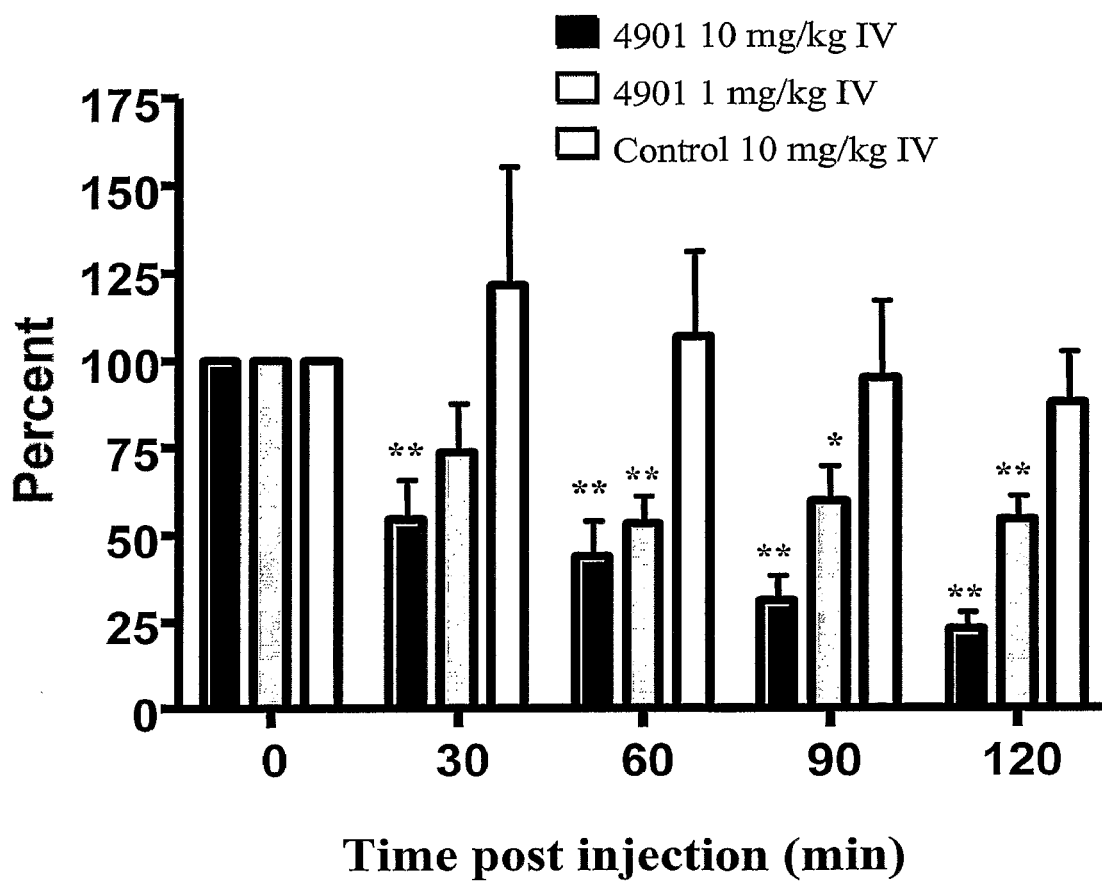 4901 10 mg/kg IV
4901 1 mg/kg IV
Control 10 mg/kg IV
Percent
175
150
125
100
75
50
25
0
**
** **
** *
** **
0 30 60 90 120
Time post injection (min)